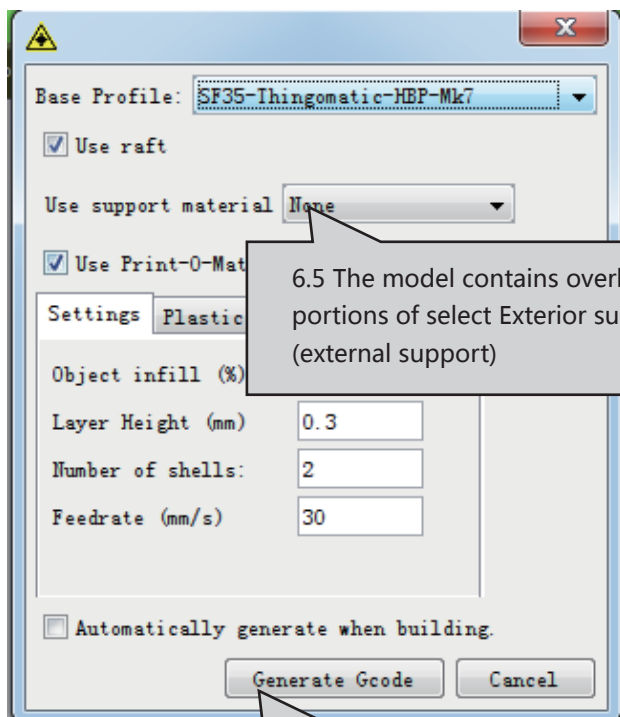 x
Base Profile: SF35-Thingomatic-HBP-Mk7
Use raft
Use support material None
Use Print-O-Mat
6.5 The model contains over
portions of select Exterior su
(external support)
Settings Plastic
Object infill (%)
Layer Height (mm) 0.3
Number of shells: 2
Feedrate (mm/s) 30
Automatically generate when building.
Generate Gcode Cancel